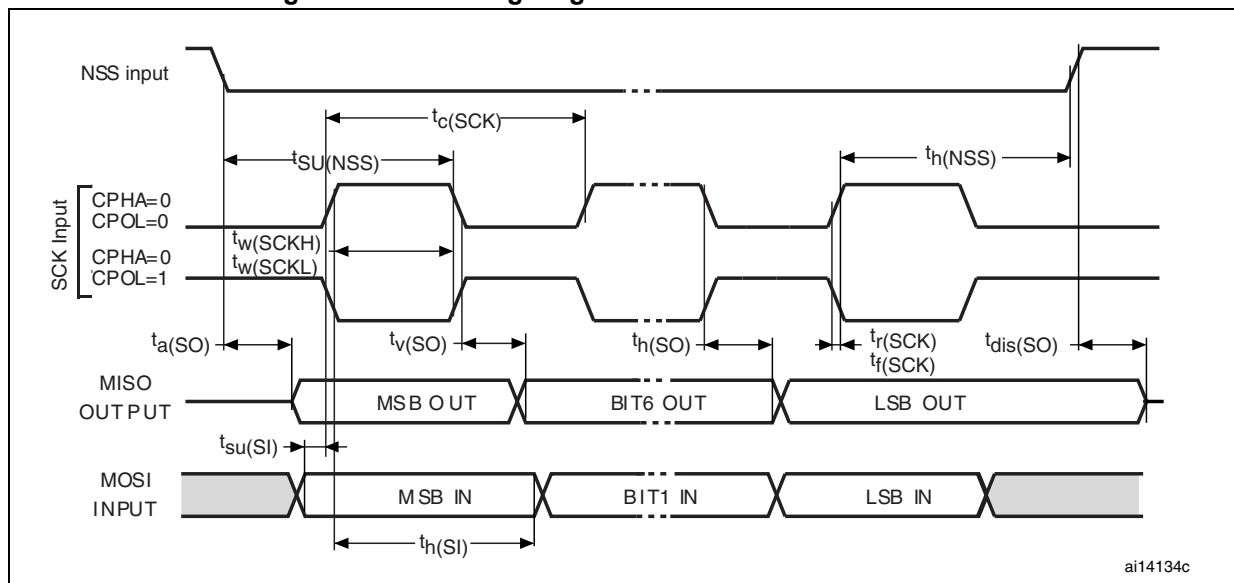 NSS input
tc(SCK)
tSU(NSS)
th(NSS)
SCK Input
CPHA=0
CPOL=0
tw(SCKH)
CPHA=0
tw(SCKL)
CPOL=1
ta(SO)
tv(SO)
th(SO)
tr(SCK)
tf(SCK)
tdis(SO)
MISO
OUTPUT
MSB OUT
BIT6 OUT
LSB OUT
tsu(SI)
MOSI
INPUT
MSB IN
BIT1 IN
LSB IN
th(SI)
ai14134c